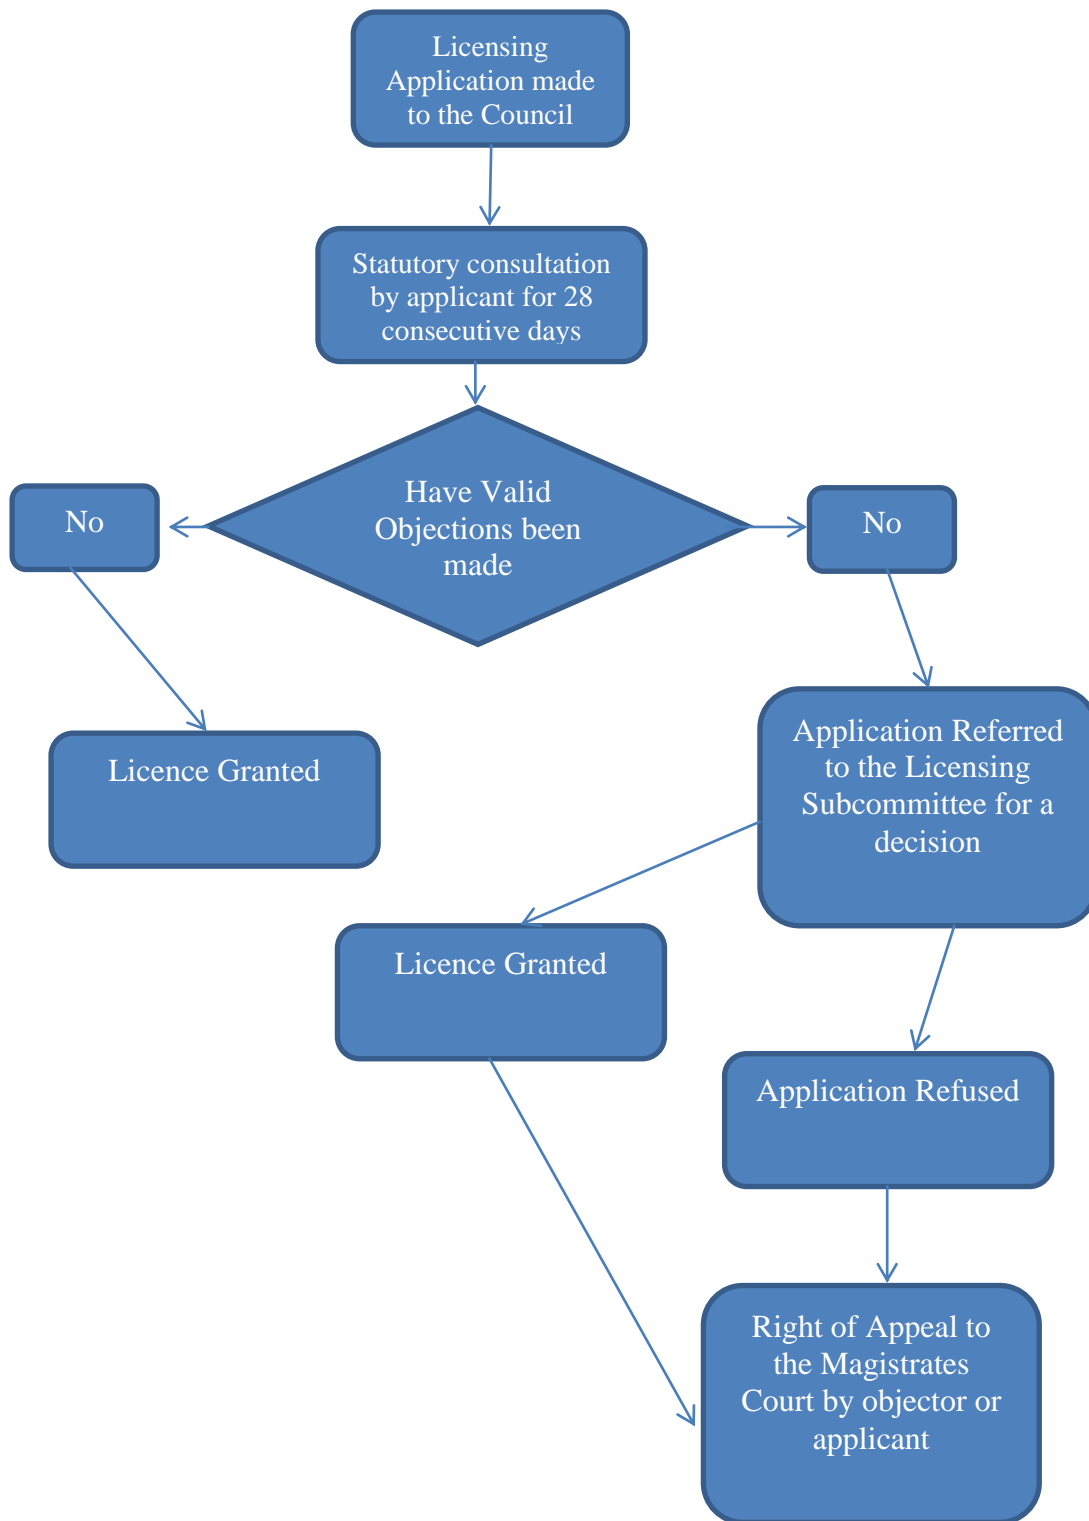 Licensing
Application made
to the Council
Statutory consultation
by applicant for 28
consecutive days
Have Valid
Objections been
made
No
No
Application Referred
to the Licensing
Subcommittee for a
decision
Licence Granted
Licence Granted
Application Refused
Right of Appeal to
the Magistrates
Court by objector or
applicant